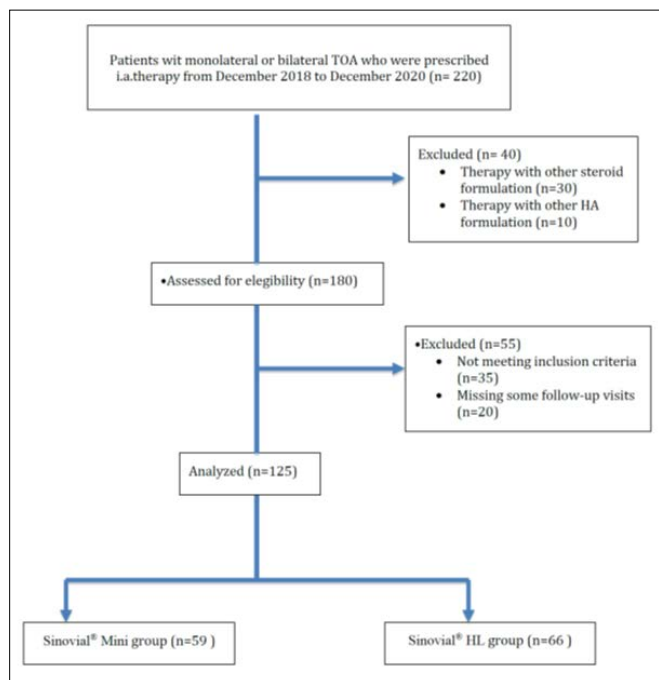 Patients wit monolateral or bilateral TOA who were prescribed
i.a.therapy from December 2018 to December 2020 (n= 220)
Excluded (n= 40)
• Therapy with other steroid
formulation (n=30)
• Therapy with other HA
formulation (n=10)
•Assessed for elegibility (n=180)
•Excluded (n=55)
• Not meeting inclusion criteria
(n=35)
• Missing some follow-up visits
(n=20)
Analyzed (n=125)
Sinovial® Mini group (n=59 )
Sinovial® HL group (n=66 )